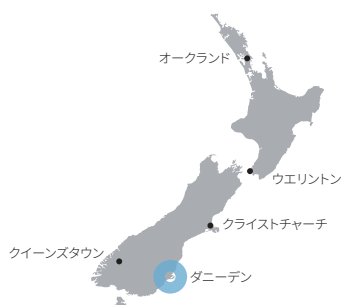 オークランド
ウエリントン
クライストチャーチ
クイーンズタウン
ダニーデン